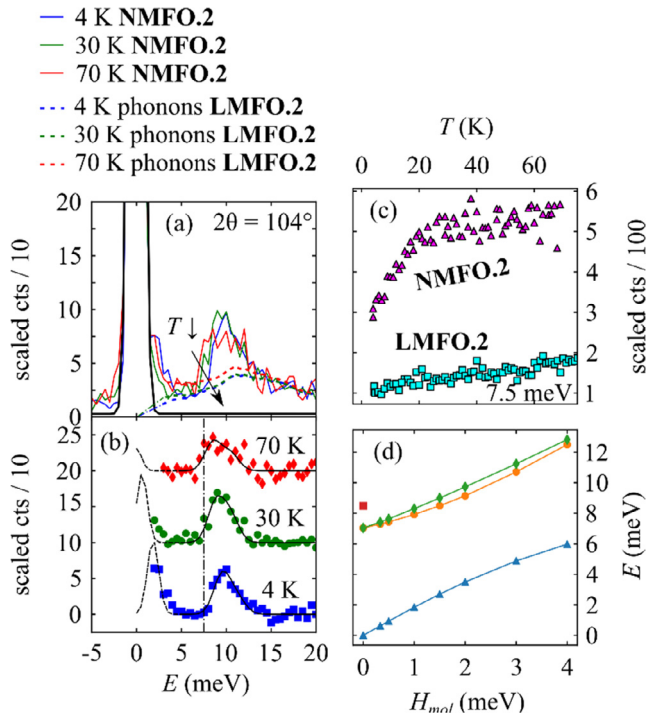 4 K NMFO.2
30 K NMFO.2
70 K NMFO.2
4 K phonons LMFO.2
30 K phonons LMFO.2
70 K phonons LMFO.2
T (K)
0 20 40 60
20
15
10
5
0
scaled cts / 10
(a) 2θ = 104°
T ↓
(c)
NMFO.2
LMFO.2
7.5 meV
6
5
4
3
2
1
scaled cts / 100
25
20
15
10
5
0
scaled cts / 10
(b)
70 K
30 K
4 K
-5 0 5 10 15 20
E (meV)
(d)
12
10
8
6
4
2
0
E (meV)
0 1 2 3 4
H_mol (meV)